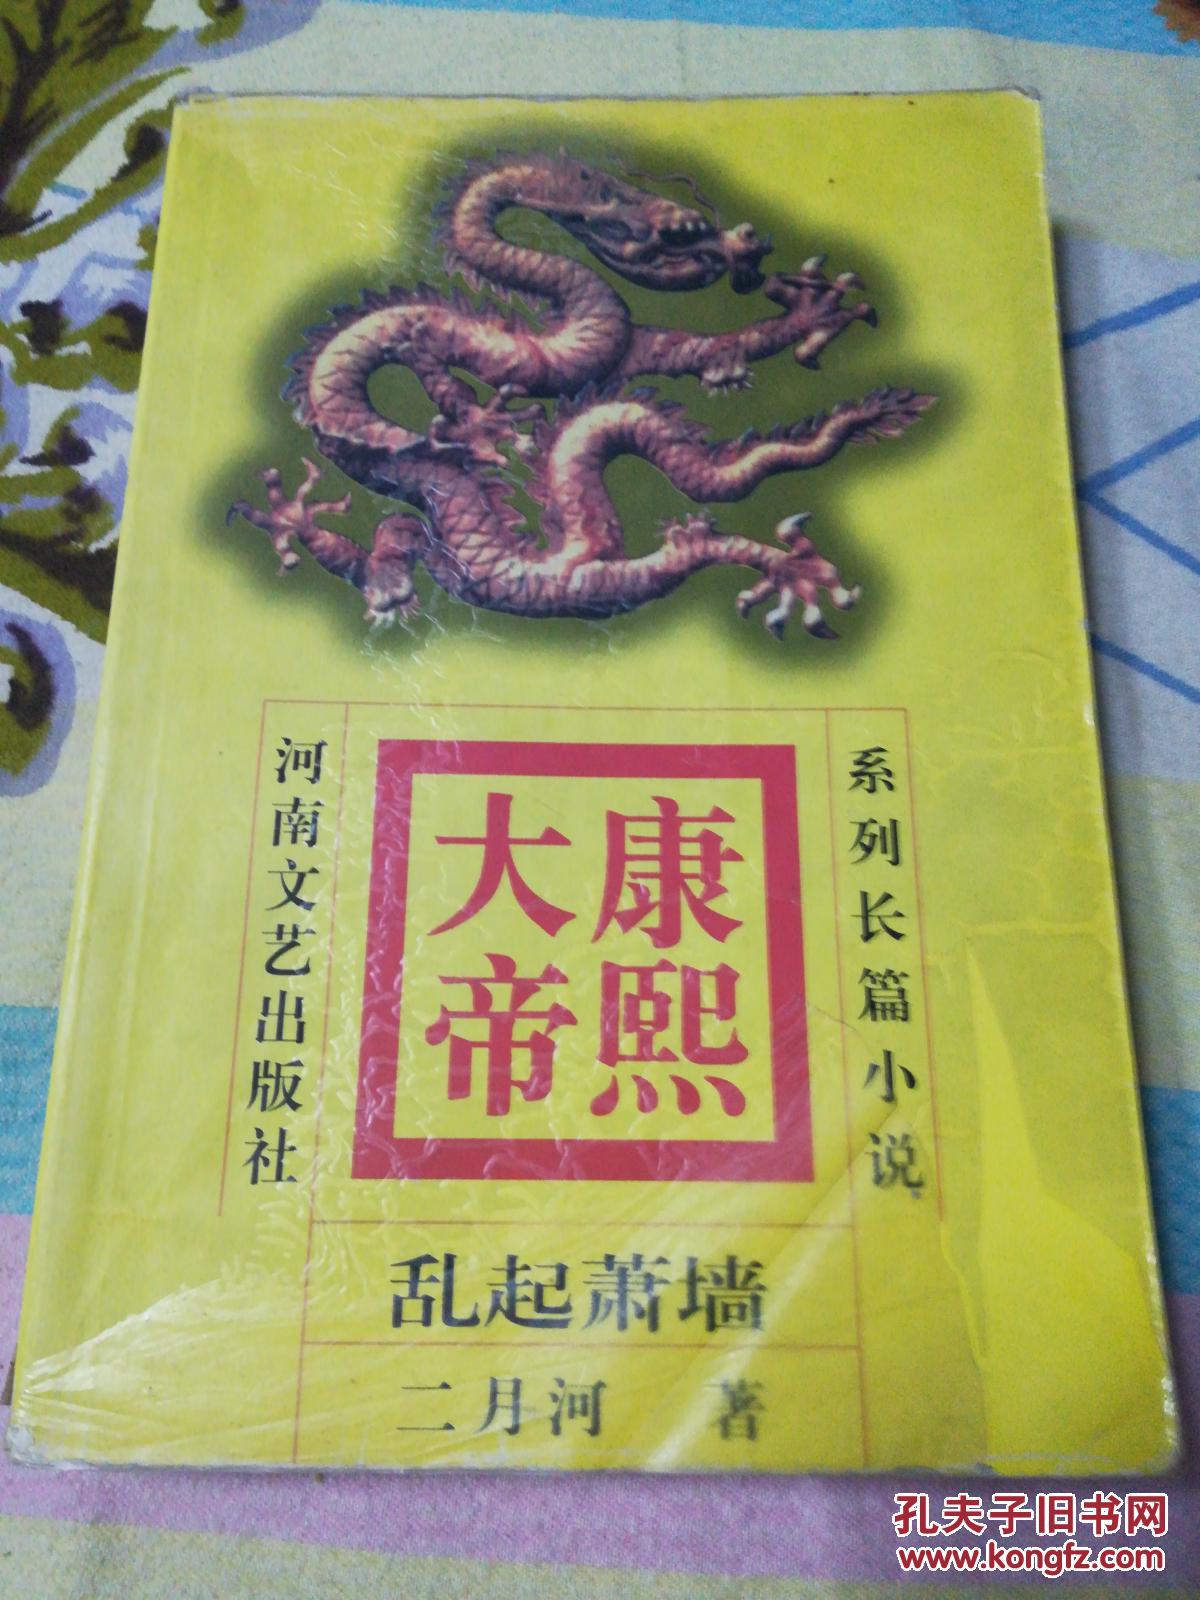 系列长篇小说
康熙
大帝
河南文艺出版社
乱起萧墙
二月河 著
孔夫子旧书网
www.kongfz.com